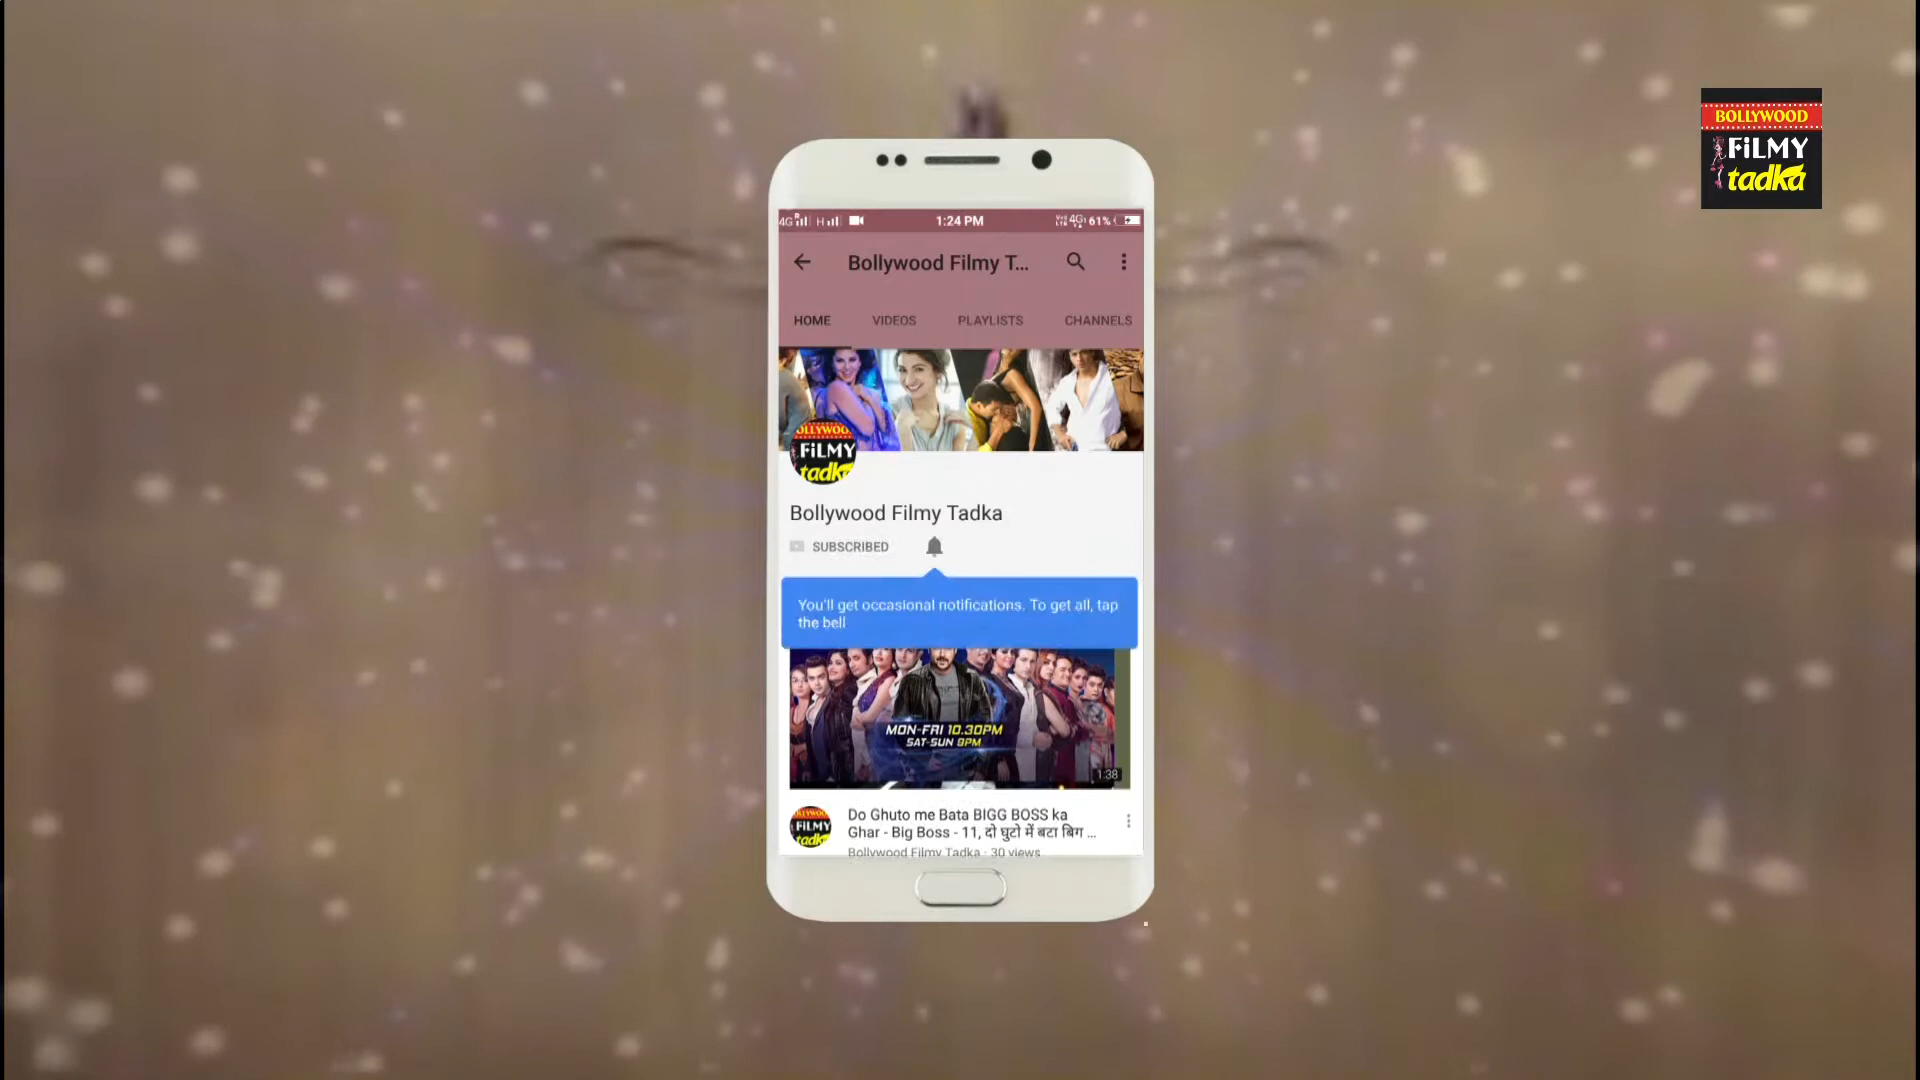 BOLLYWOOD
FiLMY
tadka
4G H 1:24 PM 4G 61%
Bollywood Filmy T...
HOME VIDEOS PLAYLISTS CHANNELS
OLLYWOO
FiLMY
tadk
Bollywood Filmy Tadka
SUBSCRIBED
You'll get occasional notifications. To get all, tap
the bell
MON-FRI 10.30PM
SAT-SUN 9PM
1:38
FILMY
Do Ghuto me Bata BIGG BOSS ka
Ghar - Big Boss - 11, दो घुटो में बटा बिग ...
Bollywood Filmy Tadka · 30 views